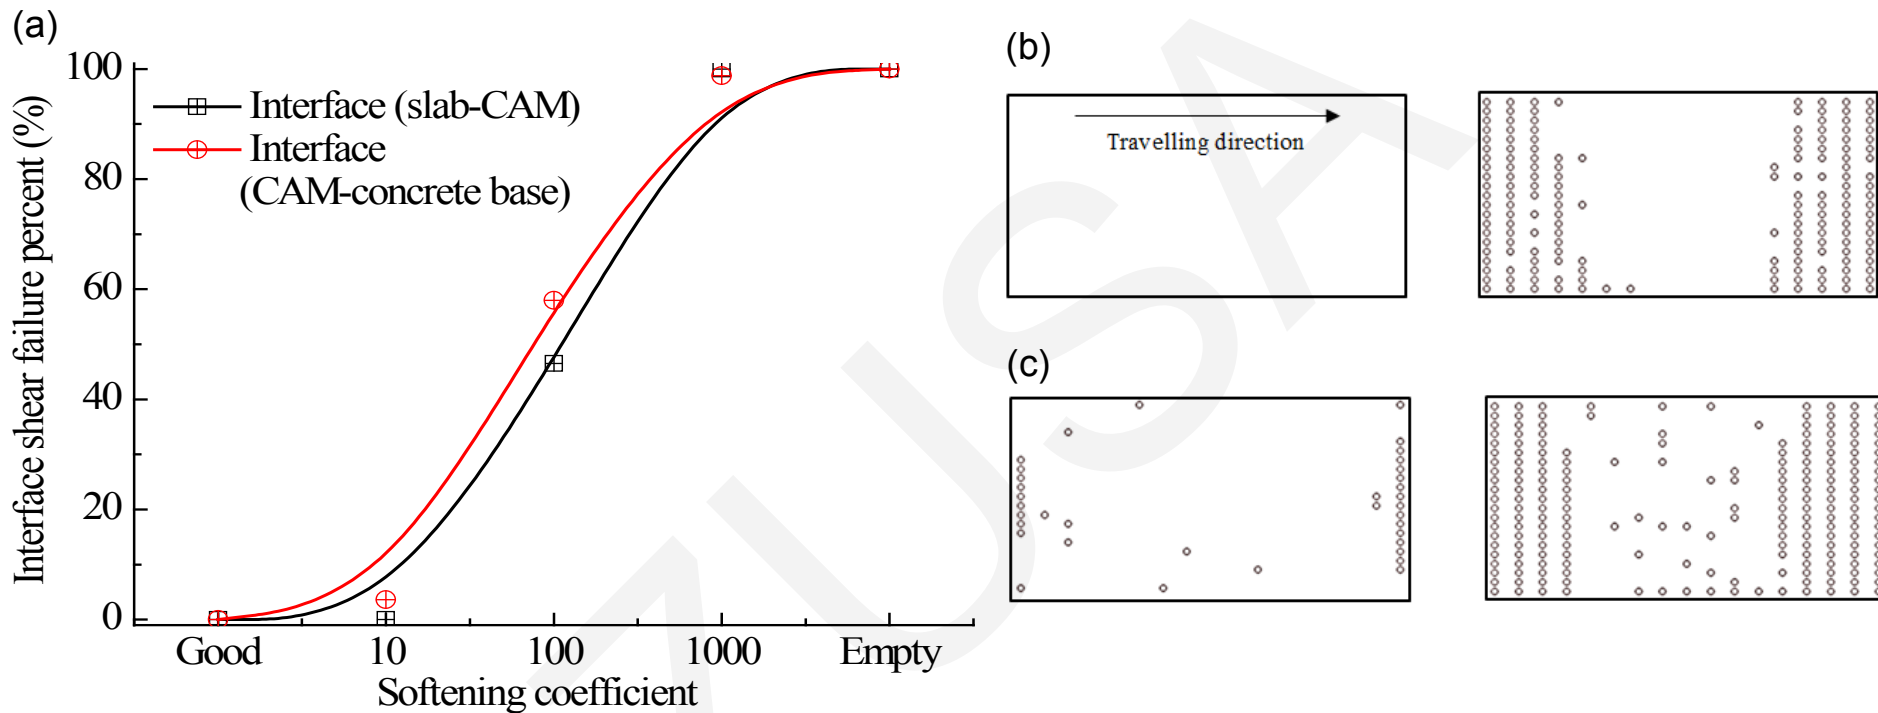 (a)
100
80
60
40
20
0
Interface shear failure percent (%)
Interface (slab-CAM)
Interface
(CAM-concrete base)
Good 10 100 1000 Empty
Softening coefficient
(b)
Travelling direction
(c)
ZUSA